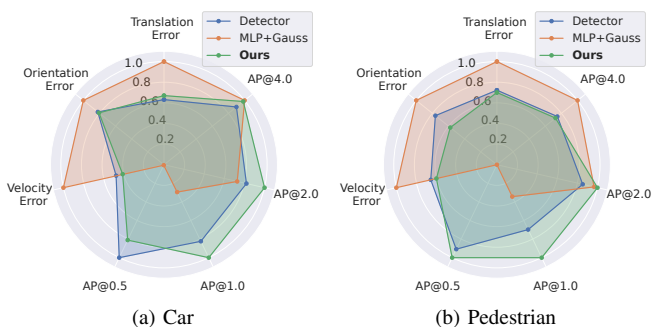 Translation
Error
Detector
MLP+Gauss
Ours
AP@4.0
Orientation
Error
1.0
0.8
0.6
0.4
0.2
Velocity
Error
AP@2.0
AP@0.5
AP@1.0
(a) Car
Translation
Error
Detector
MLP+Gauss
Ours
AP@4.0
Orientation
Error
1.0
0.8
0.6
0.4
0.2
Velocity
Error
AP@2.0
AP@0.5
AP@1.0
(b) Pedestrian